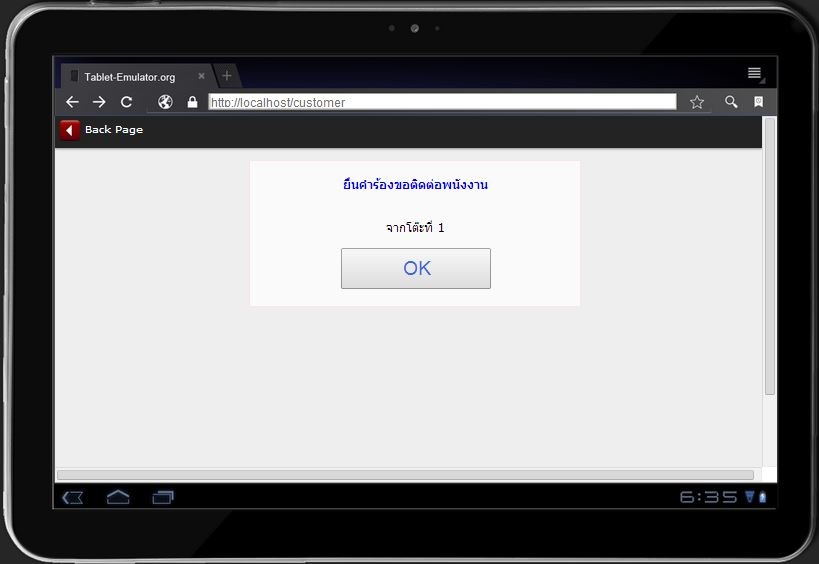 Tablet-Emulator.org
http://localhost/customer
Back Page
ยื่นคำร้องขอติดต่อพนังงาน
จากโต๊ะที่ 1
OK
6:35